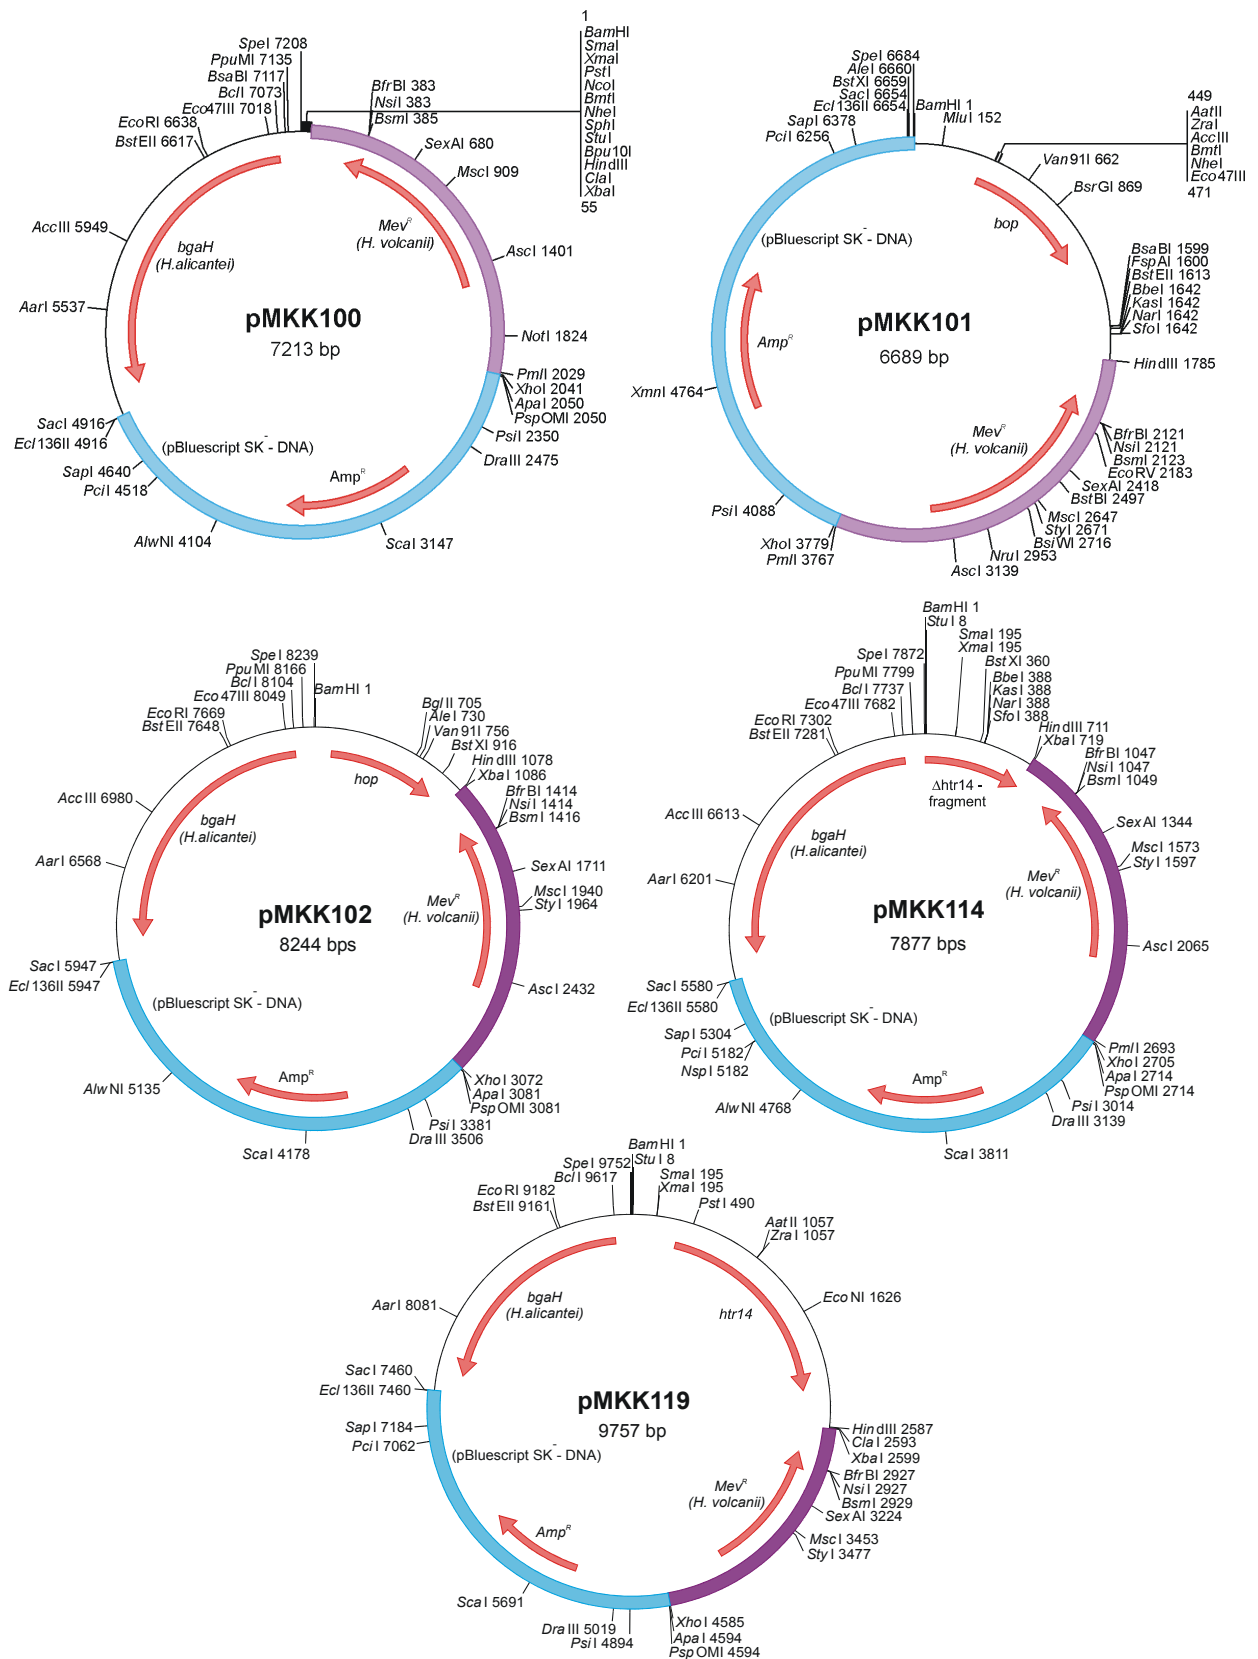 SpeI 7208
PpuMI 7135
BsaBI 7117
BclI 7073
Eco47III 7018
EcoRI 6638
BstEII 6617
AccIII 5949
AarI 5537
SacI 4916
Ecl136II 4916
SapI 4640
PciI 4518
AlwNI 4104
1
BamHI
SmaI
XmaI
PstI
NcoI
BmtI
NheI
SphI
StuI
Bpu10I
HindIII
ClaI
XbaI
55
BfrBI 383
NsiI 383
BsmI 385
SexAI 680
MscI 909
AscI 1401
NotI 1824
PmlI 2029
XhoI 2041
ApaI 2050
PspOMI 2050
PsiI 2350
DraIII 2475
ScaI 3147
bgaH
(H.alicantei)
MevR
(H. volcanii)
pMKK100
7213 bp
(pBluescript SK- - DNA)
AmpR
SpeI 6684
AleI 6660
BstXI 6659
SacI 6654
Ecl136II 6654
SapI 6378
PciI 6256
XmnI 4764
PsiI 4088
XhoI 3779
PmlI 3767
BamHI 1
MluI 152
449
AatII
ZraI
AccIII
BmtI
NheI
Eco47III
471
Van91I 662
BsrGI 869
BsaBI 1599
FspAI 1600
BstEII 1613
BbeI 1642
KasI 1642
NarI 1642
SfoI 1642
HindIII 1785
BfrBI 2121
NsiI 2121
BsmI 2123
EcoRV 2183
SexAI 2418
BstBI 2497
MscI 2647
StyI 2671
BsiWI 2716
NruI 2953
AscI 3139
bop
(pBluescript SK- - DNA)
pMKK101
6689 bp
AmpR
MevR
(H. volcanii)
SpeI 8239
PpuMI 8166
BclI 8104
Eco47III 8049
EcoRI 7669
BstEII 7648
AccIII 6980
AarI 6568
SacI 5947
Ecl136II 5947
AlwNI 5135
BamHI 1
BglII 705
AleI 730
Van91I 756
BstXI 916
HindIII 1078
XbaI 1086
BfrBI 1414
NsiI 1414
BsmI 1416
SexAI 1711
MscI 1940
StyI 1964
AscI 2432
XhoI 3072
ApaI 3081
PspOMI 3081
PsiI 3381
DraIII 3506
ScaI 4178
hop
bgaH
(H.alicantei)
MevR
(H. volcanii)
pMKK102
8244 bps
(pBluescript SK- - DNA)
AmpR
BamHI 1
StuI 8
SpeI 7872
PpuMI 7799
BclI 7737
Eco47III 7682
EcoRI 7302
BstEII 7281
AccIII 6613
AarI 6201
SacI 5580
Ecl136II 5580
SapI 5304
PciI 5182
NspI 5182
AlwNI 4768
SmaI 195
XmaI 195
BstXI 360
BbeI 388
KasI 388
NarI 388
SfoI 388
HindIII 711
XbaI 719
BfrBI 1047
NsiI 1047
BsmI 1049
SexAI 1344
MscI 1573
StyI 1597
AscI 2065
PmlI 2693
XhoI 2705
ApaI 2714
PspOMI 2714
PsiI 3014
DraIII 3139
ScaI 3811
Δhtr14 -
fragment
bgaH
(H.alicantei)
MevR
(H. volcanii)
pMKK114
7877 bps
(pBluescript SK- - DNA)
AmpR
BamHI 1
StuI 8
SpeI 9752
BclI 9617
EcoRI 9182
BstEII 9161
AarI 8081
SacI 7460
Ecl136II 7460
SapI 7184
PciI 7062
SmaI 195
XmaI 195
PstI 490
AatII 1057
ZraI 1057
EcoNI 1626
HindIII 2587
ClaI 2593
XbaI 2599
BfrBI 2927
NsiI 2927
BsmI 2929
SexAI 3224
MscI 3453
StyI 3477
XhoI 4585
ApaI 4594
PspOMI 4594
PsiI 4894
DraIII 5019
ScaI 5691
bgaH
(H.alicantei)
htr14
pMKK119
9757 bp
(pBluescript SK- - DNA)
MevR
(H. volcanii)
AmpR